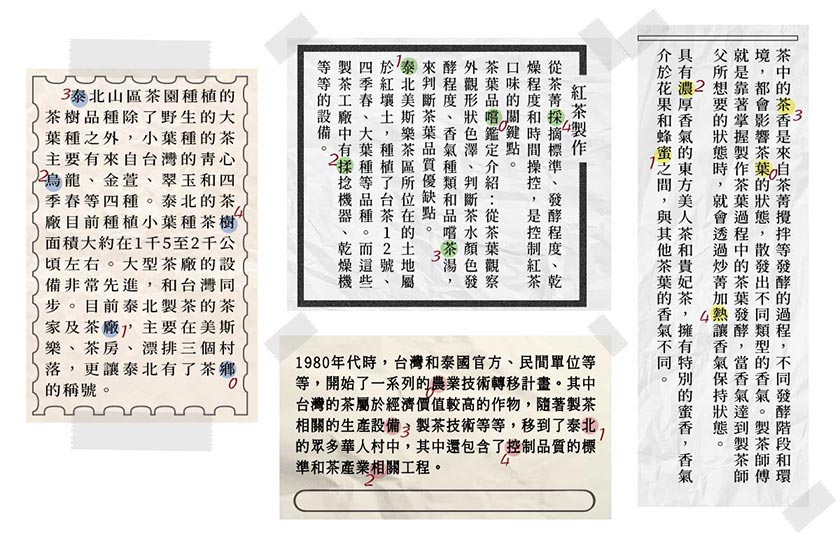 3
泰北山區茶園種植的
茶樹品種除了野生的大
葉種之外，小葉種的茶
主要有來自台灣的青心
2
烏龍、金萱、翠玉和四
季春等四種。泰北的茶
4
廠目前種植小葉種茶樹
面積大約在1千5至2千公
頃左右。大型茶廠的設
備非常先進，和台灣同
步。目前泰北製茶的茶
家及茶廠，主要在美斯
1
樂、茶房、漂排三個村
落，更讓泰北有了茶鄉
0
的稱號。
紅茶製作
從茶菁採摘標準、發酵程度、乾
4
燥程度和時間操控，是控制紅茶
口味的關鍵點。
茶葉品嚐鑑定介紹：從茶葉觀察
0
外觀形狀色澤、判斷茶水顏色發
酵程度、香氣種類和品嚐茶湯，
3
來判斷茶葉品質優缺點。
1
泰北美斯樂茶區所位在的土地屬
於紅壤土，種植了台茶12號、
四季春、大葉種等品種。而這些
製茶工廠中有揉捻機器、乾燥機
2
等等的設備。
1980年代時，台灣和泰國官方、民間單位等
等，開始了一系列的農業技術轉移計畫。其中
0
台灣的茶屬於經濟價值較高的作物，隨著製茶
相關的生產設備、製茶技術等等，移到了泰北
3
1
的眾多華人村中，其中還包含了控制品質的標
4
準和茶產業相關工程。
2
茶中的茶香是來自茶菁攪拌等發酵的過程，不同發酵階段和環
3
境，都會影響茶葉的狀態，散發出不同類型的香氣。製茶師傅
0
就是靠著掌握製作茶葉過程中的茶葉發酵，當香氣達到製茶師
父所想要的狀態時，就會透過炒菁加熱讓香氣保持狀態。
4
具有濃厚香氣的東方美人茶和貴妃茶，擁有特別的蜜香，香氣
2
介於花果和蜂蜜之間，與其他茶葉的香氣不同。
1